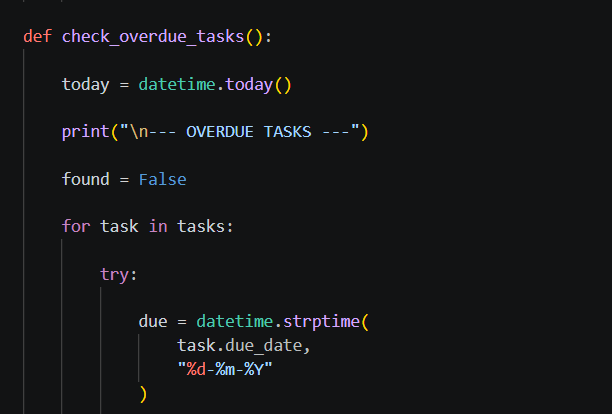 def check_overdue_tasks():
today = datetime.today()
print("\n--- OVERDUE TASKS ---")
found = False
for task in tasks:
try:
due = datetime.strptime(
task.due_date,
"%d-%m-%Y"
)